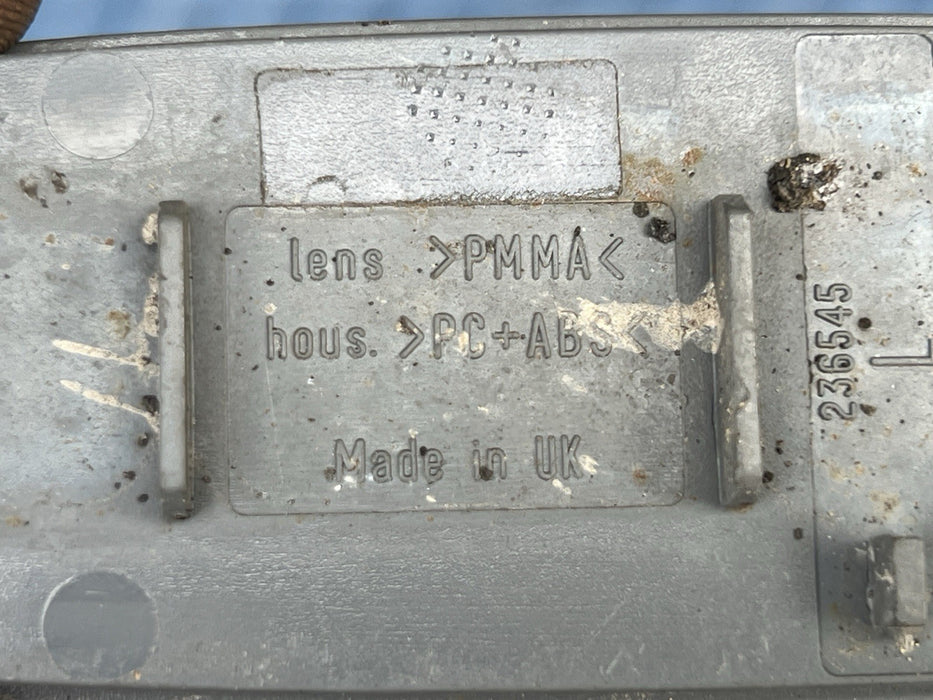 lens >PMMA<
hous. >PC+ABS<
Made in UK
236545
L